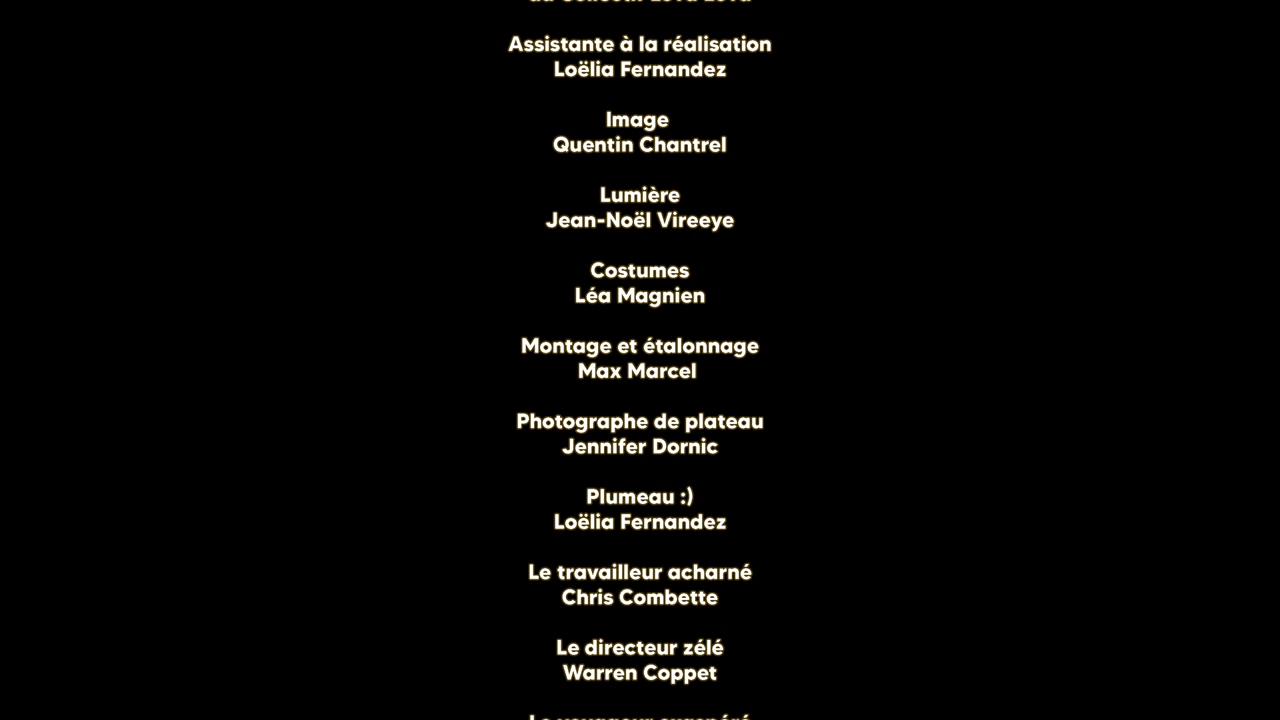 Assistante à la réalisation
Loëlia Fernandez
Image
Quentin Chantrel
Lumière
Jean-Noël Vireeye
Costumes
Léa Magnien
Montage et étalonnage
Max Marcel
Photographe de plateau
Jennifer Dornic
Plumeau :)
Loëlia Fernandez
Le travailleur acharné
Chris Combette
Le directeur zélé
Warren Coppet